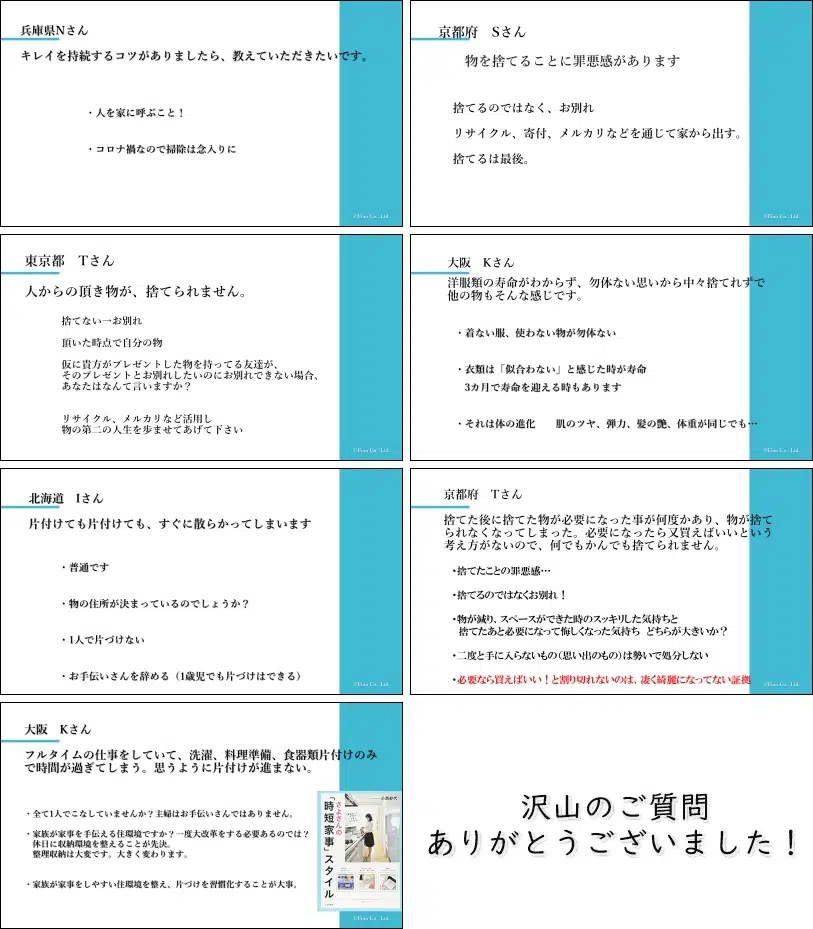 兵庫県Nさん
キレイを持続するコツがありましたら、教えていただきたいです。
・人を家に呼ぶこと！
・コロナ禍なので掃除は念入りに
©Fino Co., Ltd.
京都府　Sさん
物を捨てることに罪悪感があります
捨てるのではなく、お別れ
リサイクル、寄付、メルカリなどを通じて家から出す。
捨てるは最後。
©Fino Co., Ltd.
東京都　Tさん
人からの頂き物が、捨てられません。
捨てない→お別れ
頂いた時点で自分の物
仮に貴方がプレゼントした物を持ってる友達が、
そのプレゼントとお別れしたいのにお別れできない場合、
あなたはなんて言いますか？
リサイクル、メルカリなど活用し
物の第二の人生を歩ませてあげて下さい
©Fino Co., Ltd.
大阪　Kさん
洋服類の寿命がわからず、勿体ない思いから中々捨てれずで
他の物もそんな感じです。
・着ない服、使わない物が勿体ない
・衣類は「似合わない」と感じた時が寿命
3カ月で寿命を迎える時もあります
・それは体の進化　肌のツヤ、弾力、髪の艶、体重が同じでも…
©Fino Co., Ltd.
北海道　Iさん
片付けても片付けても、すぐに散らかってしまいます
・普通です
・物の住所が決まっているのでしょうか？
・1人で片づけない
・お手伝いさんを辞める（1歳児でも片づけはできる）
©Fino Co., Ltd.
京都府　Tさん
捨てた後に捨てた物が必要になった事が何度かあり、物が捨て
られなくなってしまった。必要になったら又買えばいいという
考え方がないので、何でもかんでも捨てられません。
・捨てたことの罪悪感…
・捨てるのではなくお別れ！
・物が減り、スペースができた時のスッキリした気持ちと
捨てたあと必要になって悔しくなった気持ち どちらが大きいか？
・二度と手に入らないもの（思い出のもの）は勢いで処分しない
・必要なら買えばいい！と割り切れないのは、凄く綺麗になってない証拠
©Fino Co., Ltd.
大阪　Kさん
フルタイムの仕事をしていて、洗濯、料理準備、食器類片付けのみ
で時間が過ぎてしまう。思うように片付けが進まない。
・全て1人でこなしていませんか？主婦はお手伝いさんではありません。
・家族が家事を手伝える住環境ですか？一度大改革をする必要あるのでは？
休日に収納環境を整えることが先決。
整理収納は大変です。大きく変わります。
・家族が家事をしやすい住環境を整え、片づけを習慣化することが大事。
さよさんの
「時短家事」スタイル
©Fino Co., Ltd.
沢山のご質問
ありがとうございました！